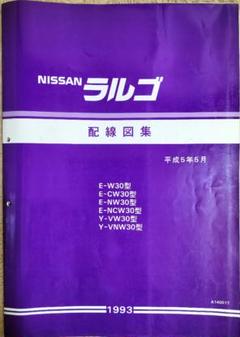 NISSAN ラルゴ
配線図集
平成5年5月
E-W30型
E-CW30型
E-NW30型
E-NCW30型
Y-VW30型
Y-VNW30型
1993